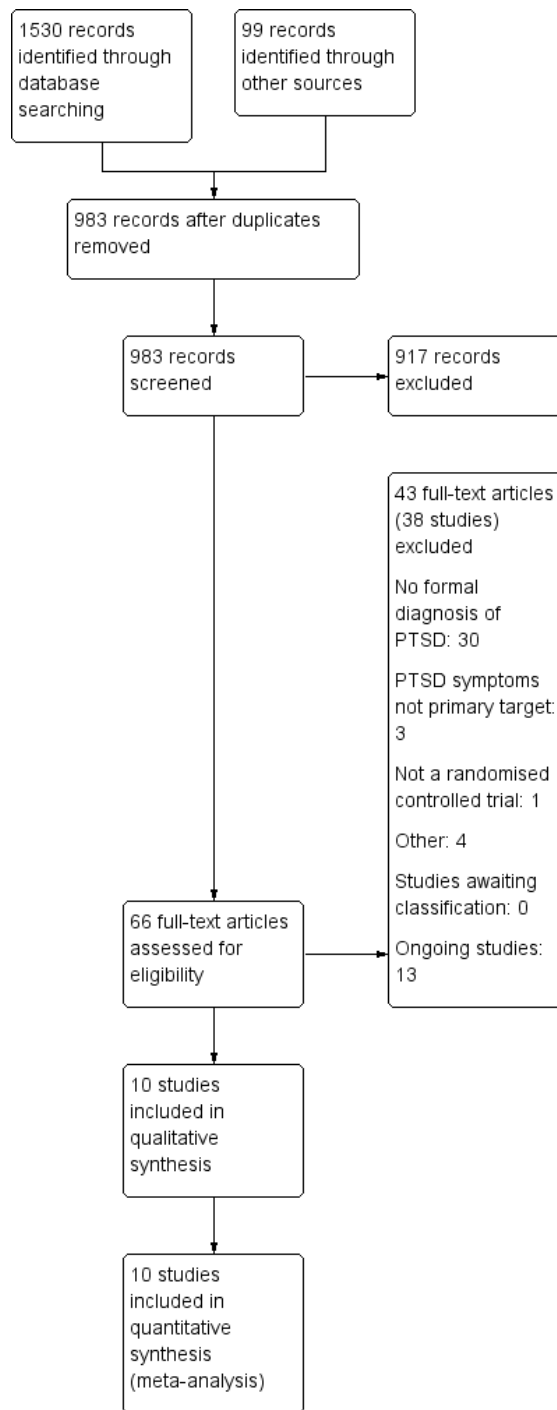 1530 records
identified through
database
searching
99 records
identified through
other sources
983 records after duplicates
removed
983 records
screened
917 records
excluded
43 full-text articles
(38 studies)
excluded
No formal
diagnosis of
PTSD: 30
PTSD symptoms
not primary target:
3
Not a randomised
controlled trial: 1
Other: 4
Studies awaiting
classification: 0
Ongoing studies:
13
66 full-text articles
assessed for
eligibility
10 studies
included in
qualitative
synthesis
10 studies
included in
quantitative
synthesis
(meta-analysis)